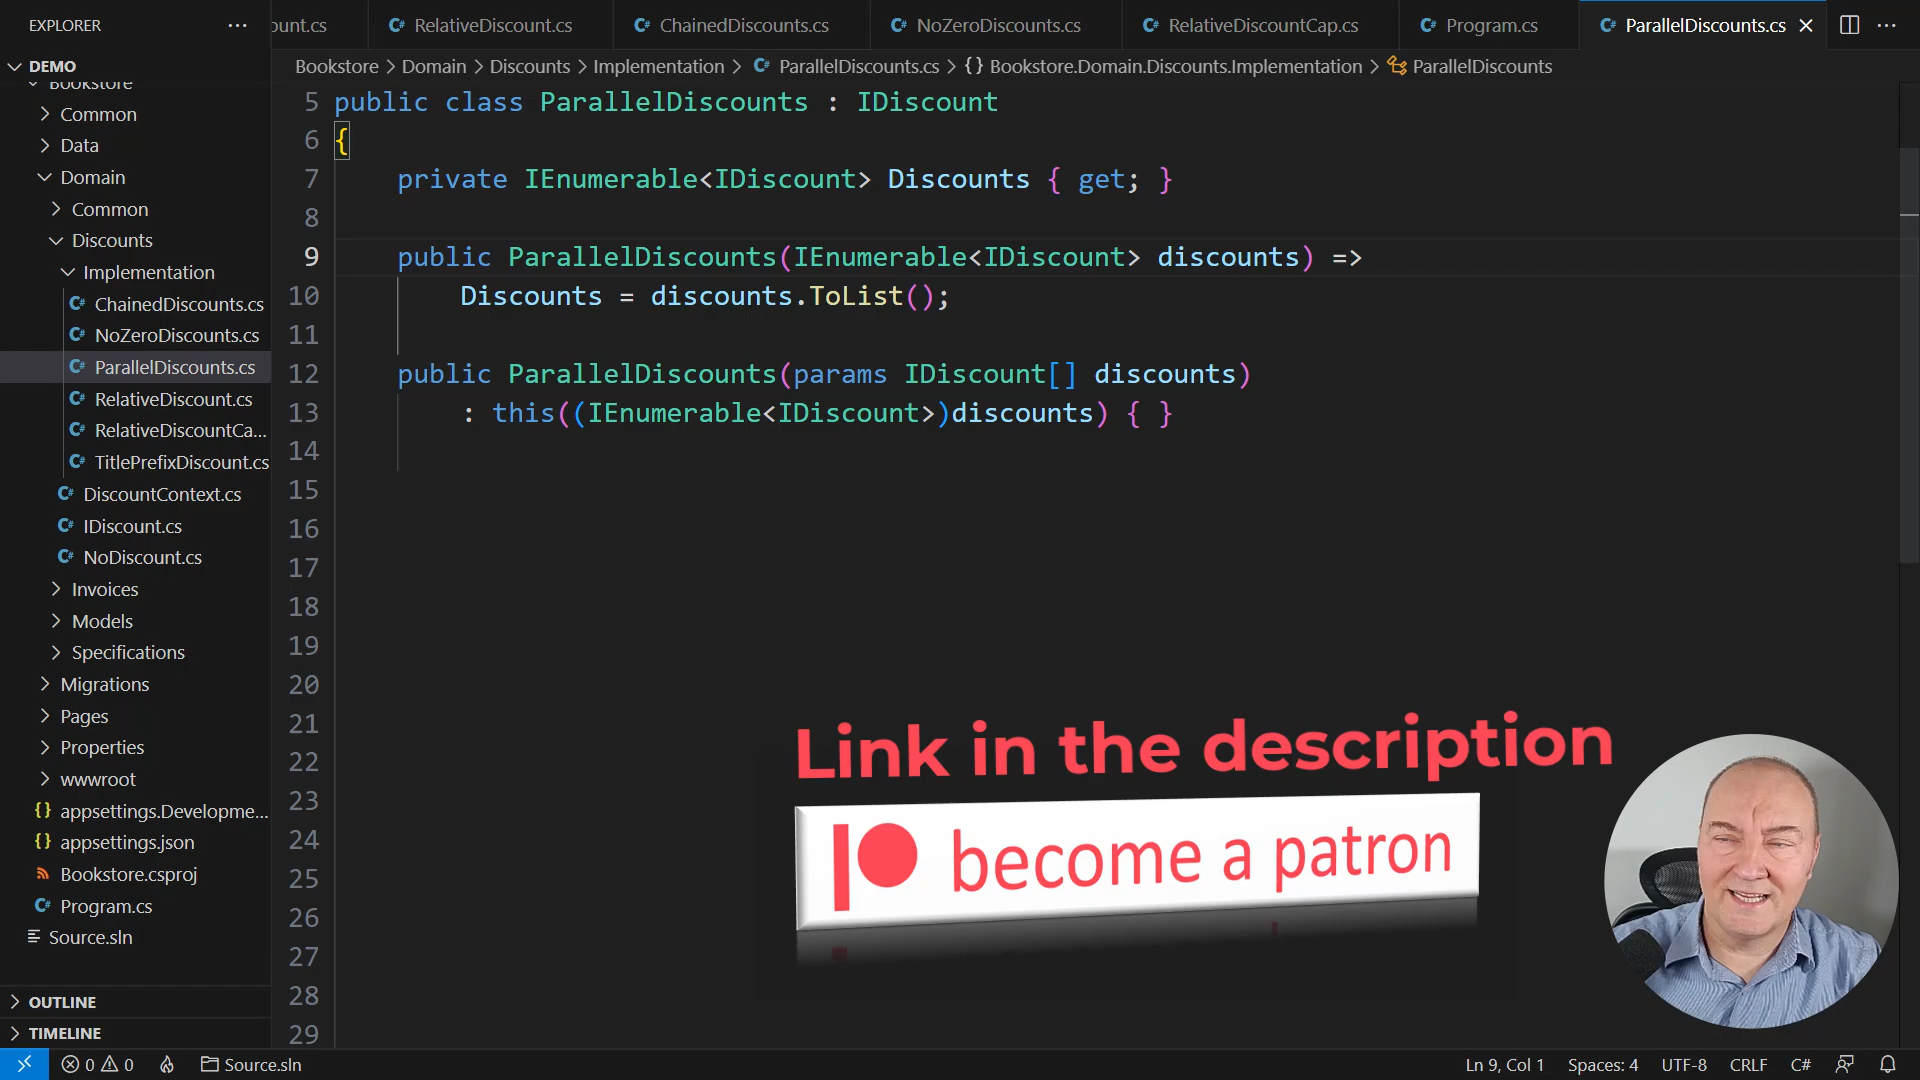 EXPLORER
ount.cs
RelativeDiscount.cs
ChainedDiscounts.cs
NoZeroDiscounts.cs
RelativeDiscountCap.cs
Program.cs
ParallelDiscounts.cs
DEMO
Bookstore
Common
Data
Domain
Common
Discounts
Implementation
ChainedDiscounts.cs
NoZeroDiscounts.cs
ParallelDiscounts.cs
RelativeDiscount.cs
RelativeDiscountCa...
TitlePrefixDiscount.cs
DiscountContext.cs
IDiscount.cs
NoDiscount.cs
Invoices
Models
Specifications
Migrations
Pages
Properties
wwwroot
{} appsettings.Developme...
{} appsettings.json
Bookstore.csproj
Program.cs
Source.sln
OUTLINE
TIMELINE
Bookstore > Domain > Discounts > Implementation > ParallelDiscounts.cs > {} Bookstore.Domain.Discounts.Implementation > ParallelDiscounts
5 public class ParallelDiscounts : IDiscount
6 {
7 private IEnumerable<IDiscount> Discounts { get; }
8
9 public ParallelDiscounts(IEnumerable<IDiscount> discounts) =>
10 Discounts = discounts.ToList();
11
12 public ParallelDiscounts(params IDiscount[] discounts)
13 : this((IEnumerable<IDiscount>)discounts) { }
14
15
16
17
18
19
20
21
22
23
24
25
26
27
28
29
Link in the description
become a patron
0 0
Source.sln
Ln 9, Col 1
Spaces: 4
UTF-8
CRLF
C#